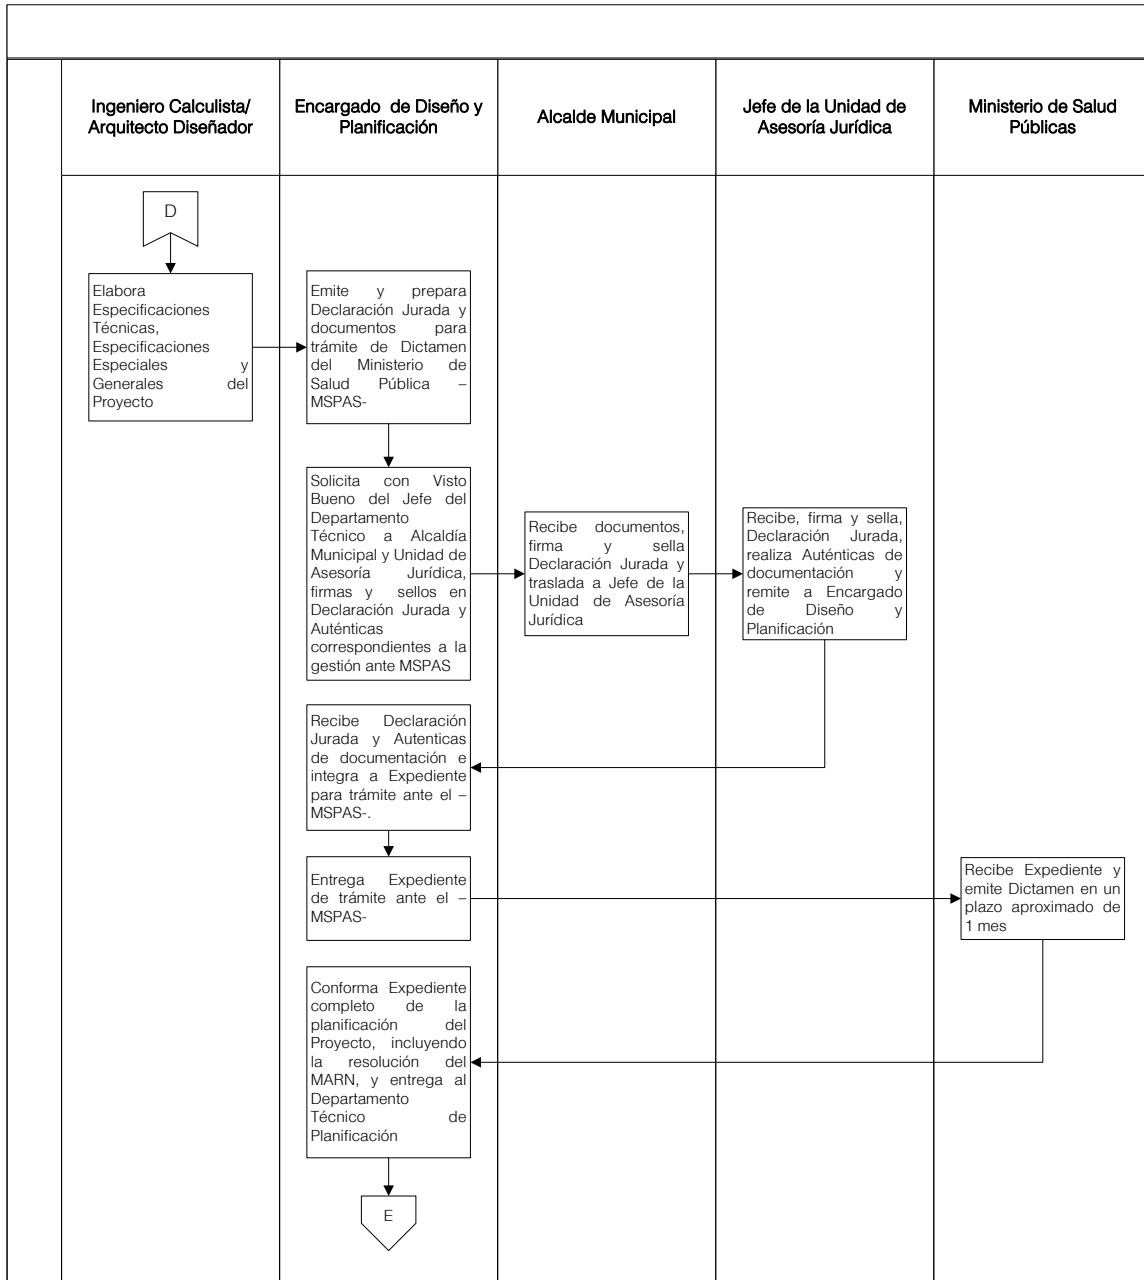 Ingeniero Calculista/
Arquitecto Diseñador
Encargado de Diseño y
Planificación
Alcalde Municipal
Jefe de la Unidad de
Asesoría Jurídica
Ministerio de Salud
Públicas
D
Elabora
Especificaciones
Técnicas,
Especificaciones
Especiales y
Generales del
Proyecto
Emite y prepara
Declaración Jurada y
documentos para
trámite de Dictamen
del Ministerio de
Salud Pública –
MSPAS-
Solicita con Visto
Bueno del Jefe del
Departamento
Técnico a Alcaldía
Municipal y Unidad de
Asesoría Jurídica,
firmas y sellos en
Declaración Jurada y
Auténticas
correspondientes a la
gestión ante MSPAS
Recibe documentos,
firma y sella
Declaración Jurada y
traslada a Jefe de la
Unidad de Asesoría
Jurídica
Recibe, firma y sella,
Declaración Jurada,
realiza Auténticas de
documentación y
remite a Encargado
de Diseño y
Planificación
Recibe Declaración
Jurada y Autenticas
de documentación e
integra a Expediente
para trámite ante el –
MSPAS-.
Entrega Expediente
de trámite ante el –
MSPAS-
Recibe Expediente y
emite Dictamen en un
plazo aproximado de
1 mes
Conforma Expediente
completo de la
planificación del
Proyecto, incluyendo
la resolución del
MARN, y entrega al
Departamento
Técnico de
Planificación
E